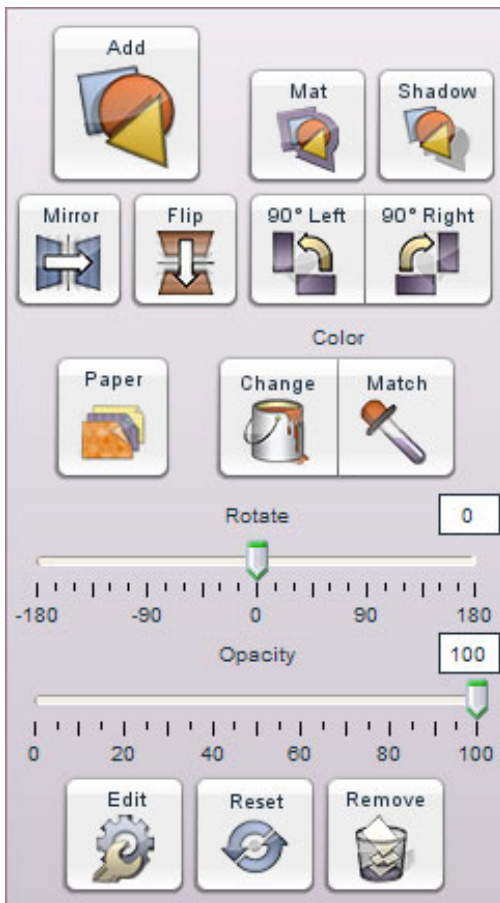 Add
Mat Shadow
Mirror Flip 90° Left 90° Right
Color
Paper Change Match
Rotate 0
-180 -90 0 90 180
Opacity 100
0 20 40 60 80 100
Edit Reset Remove